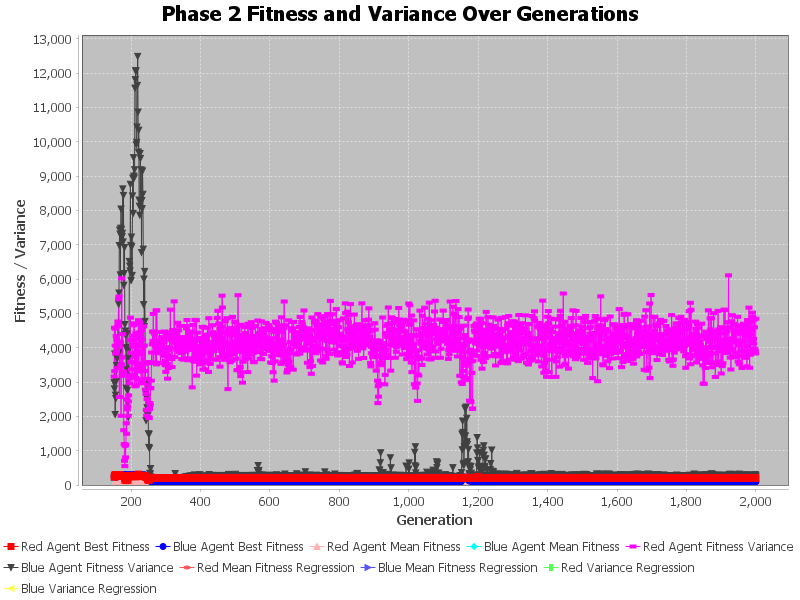 Phase 2 Fitness and Variance Over Generations
13,000
12,000
11,000
10,000
9,000
8,000
7,000
6,000
5,000
4,000
3,000
2,000
1,000
0
Fitness / Variance
200 400 600 800 1,000 1,200 1,400 1,600 1,800 2,000
Generation
Red Agent Best Fitness Blue Agent Best Fitness Red Agent Mean Fitness Blue Agent Mean Fitness Red Agent Fitness Variance
Blue Agent Fitness Variance Red Mean Fitness Regression Blue Mean Fitness Regression Red Variance Regression
Blue Variance Regression